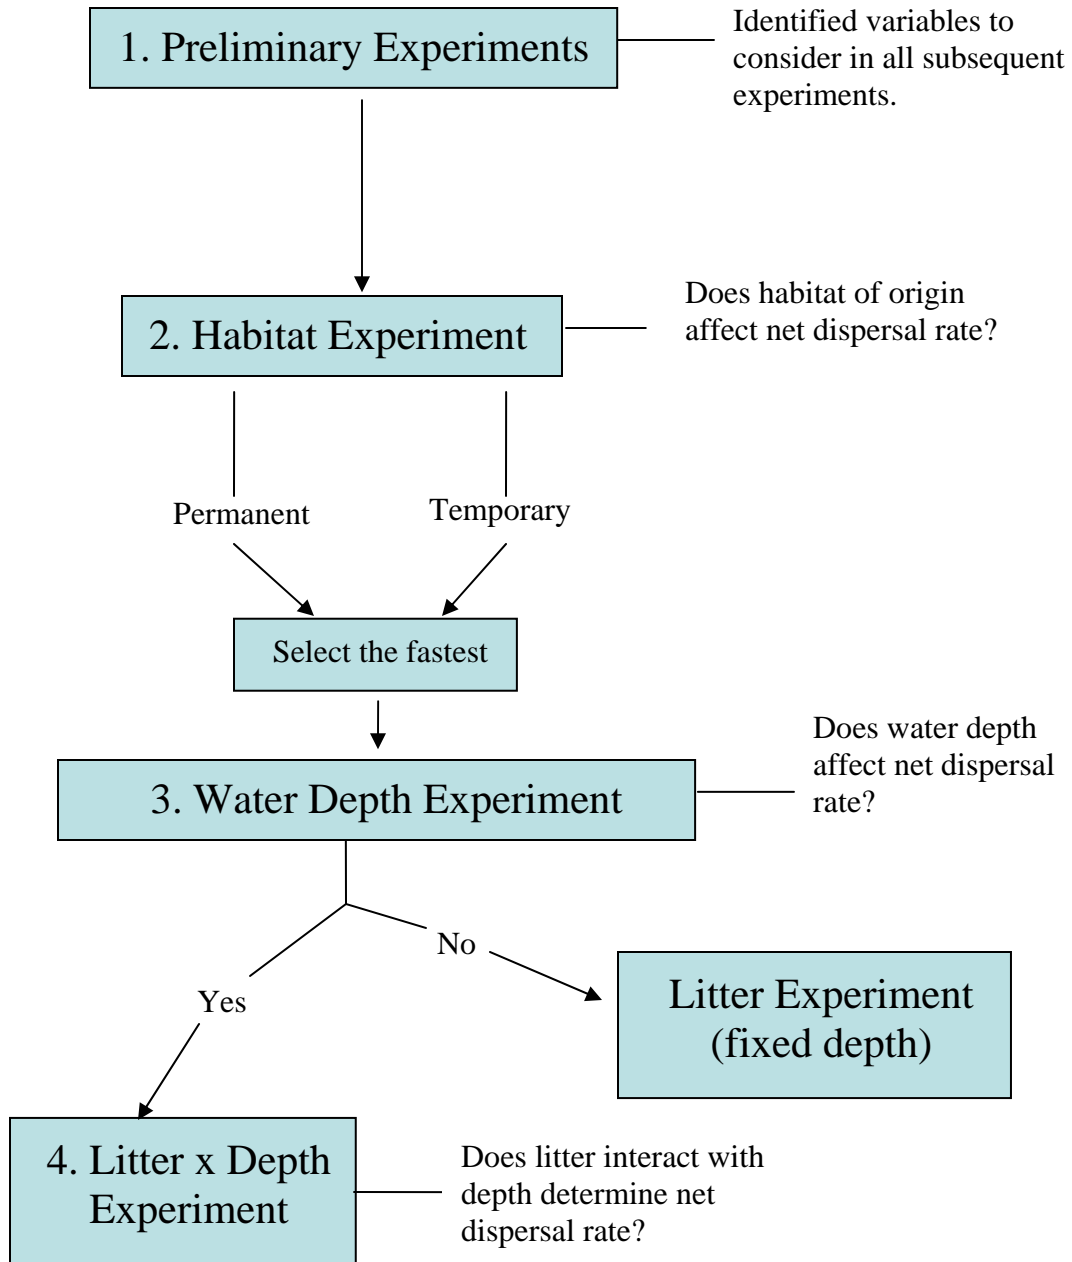 1. Preliminary Experiments
Identified variables to
consider in all subsequent
experiments.
2. Habitat Experiment
Does habitat of origin
affect net dispersal rate?
Permanent
Temporary
Select the fastest
3. Water Depth Experiment
Does water depth
affect net dispersal
rate?
No
Yes
Litter Experiment
(fixed depth)
4. Litter x Depth
Experiment
Does litter interact with
depth determine net
dispersal rate?